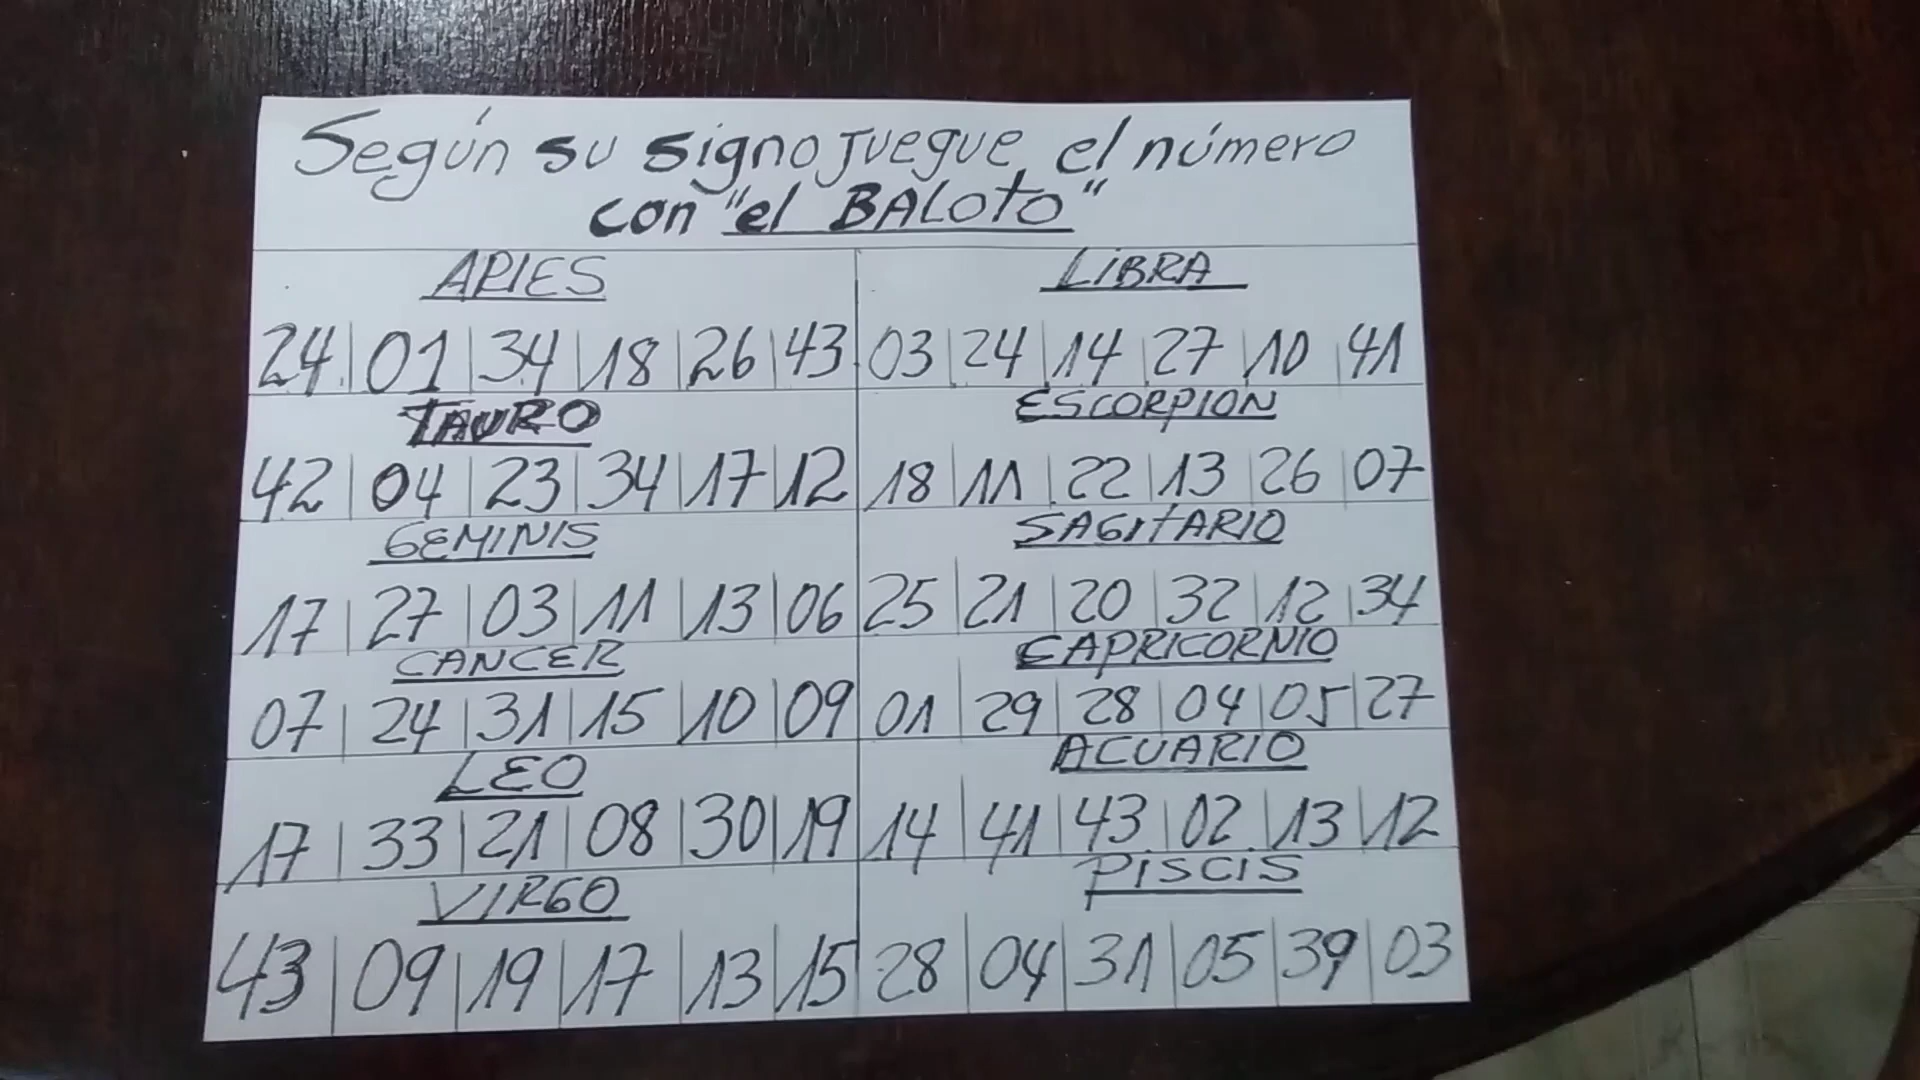 Según su signo juegue el número
con "el BALOTO"
ARIES
24 01 34 18 26 43
TAURO
42 04 23 34 17 12
GEMINIS
17 27 03 11 13 06
CANCER
07 24 31 15 10 09
LEO
17 33 21 08 30 19
VIRGO
43 09 19 17 13 15
LIBRA
03 24 14 27 10 41
ESCORPION
18 11 22 13 26 07
SAGITARIO
25 21 20 32 12 34
CAPRICORNIO
01 29 28 04 05 27
ACUARIO
14 41 43 02 13 12
PISCIS
28 04 31 05 39 03